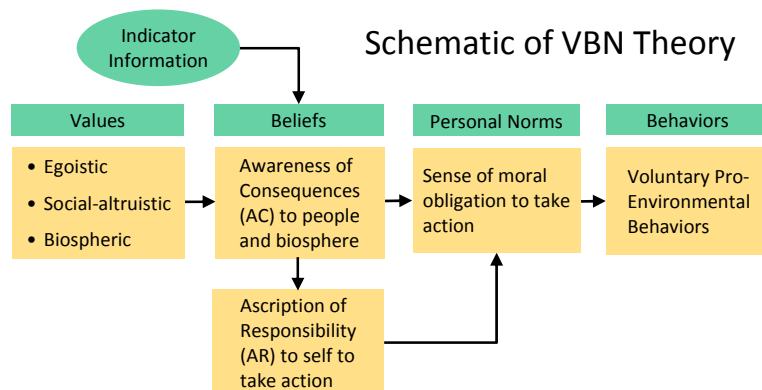 Indicator
Information
Schematic of VBN Theory
Values
Beliefs
Personal Norms
Behaviors
• Egoistic
• Social-altruistic
• Biospheric
Awareness of
Consequences
(AC) to people
and biosphere
Sense of moral
obligation to take
action
Voluntary Pro-
Environmental
Behaviors
Ascription of
Responsibility
(AR) to self to
take action